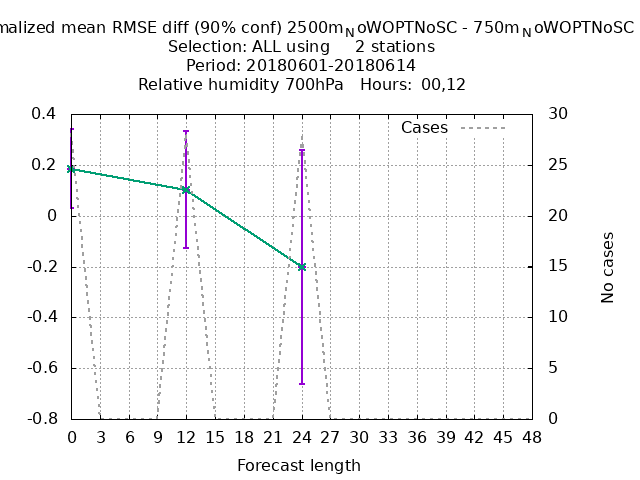 malized mean RMSE diff (90% conf) 2500mNoWOPTNoSC - 750mNoWOPTNoSC
Selection: ALL using 2 stations
Period: 20180601-20180614
Relative humidity 700hPa Hours: 00,12
Cases
0.4
0.2
0
-0.2
-0.4
-0.6
-0.8
30
25
20
15
10
5
0
No cases
0 3 6 9 12 15 18 21 24 27 30 33 36 39 42 45 48
Forecast length